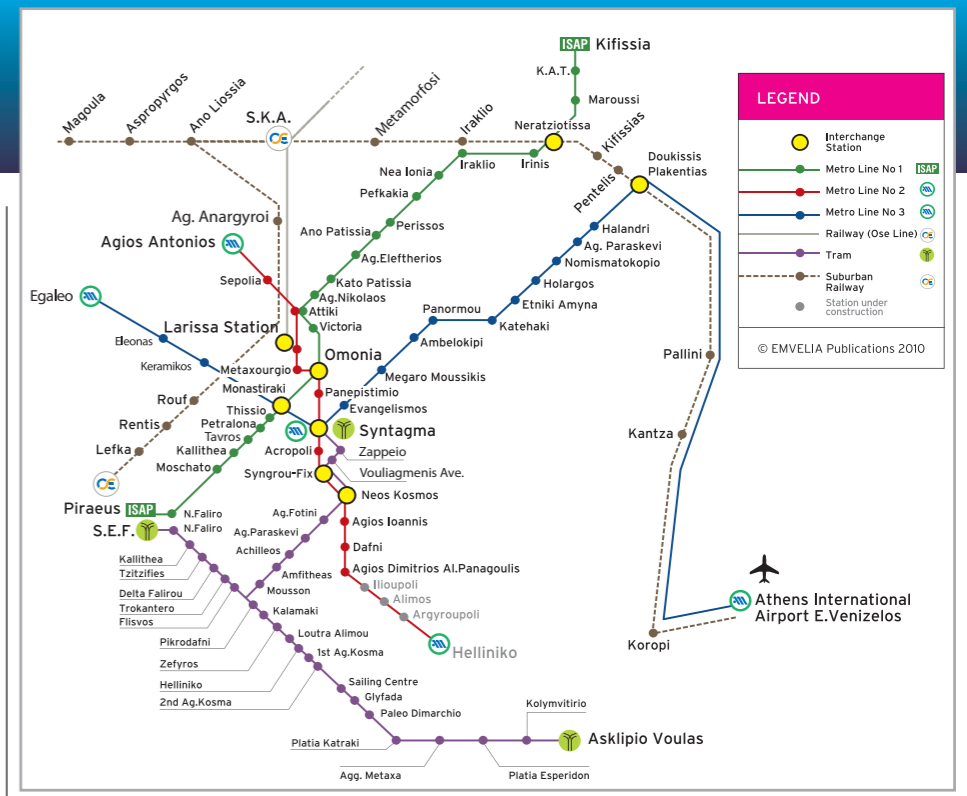 ISAP Kifissia
K.A.T.
Maroussi
Neratziotissa
Magoula
Aspropyrgos
Ano Liossia
S.K.A.
Metamorfosi
Iraklio
Kifissias
Pentelis
Doukissis
Plakentias
Iraklio
Irinis
Nea Ionia
Pefkakia
Perissos
Ano Patissia
Ag.Eleftherios
Kato Patissia
Ag.Nikolaos
Attiki
Victoria
Ag. Anargyroi
Agios Antonios
Sepolia
Egaleo
Eleonas
Keramikos
Larissa Station
Metaxourgio
Omonia
Monastiraki
Panepistimio
Halandri
Ag. Paraskevi
Nomismatokopio
Holargos
Etniki Amyna
Katehaki
Panormou
Ambelokipi
Megaro Moussikis
Evangelismos
Syntagma
Rouf
Rentis
Lefka
Thissio
Petralona
Tavros
Kallithea
Moschato
Acropoli
Zappeio
Vouliagmenis Ave.
Syngrou-Fix
Neos Kosmos
Piraeus ISAP
N.Faliro
S.E.F.
N.Faliro
Ag.Fotini
Ag.Paraskevi
Achilleos
Amfitheas
Mousson
Agios Ioannis
Dafni
Agios Dimitrios Al.Panagoulis
Ilioupoli
Alimos
Argyroupoli
Helliniko
Kallithea
Tzitzifies
Delta Falirou
Trokantero
Flisvos
Pikrodafni
Zefyros
Helliniko
2nd Ag.Kosma
Kalamaki
Loutra Alimou
1st Ag.Kosma
Sailing Centre
Glyfada
Paleo Dimarchio
Platia Katraki
Agg. Metaxa
Platia Esperidon
Kolymvitirio
Asklipio Voulas
Pallini
Kantza
Koropi
Athens International
Airport E.Venizelos
LEGEND
Interchange
Station
Metro Line No 1 ISAP
Metro Line No 2
Metro Line No 3
Railway (Ose Line)
Tram
Suburban
Railway
Station under
construction
© EMVELIA Publications 2010